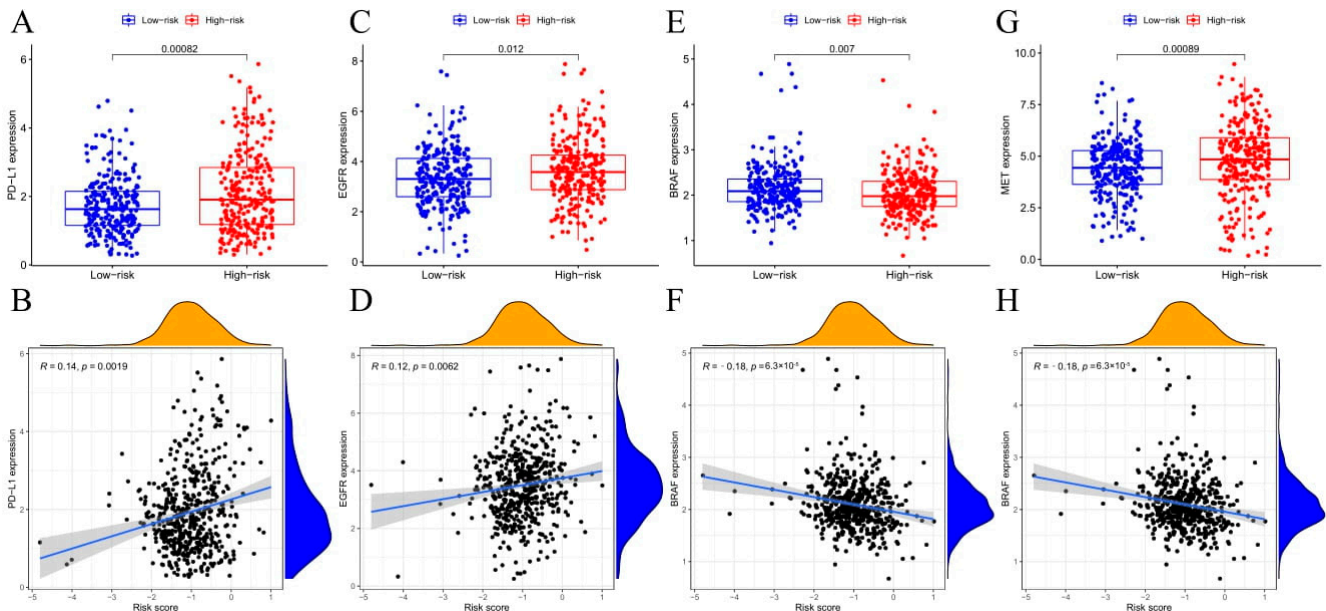 A
Low-risk High-risk
0.00082
6
4
2
0
PD-L1 expression
Low-risk High-risk
C
Low-risk High-risk
0.012
8
6
4
2
0
EGFR expression
Low-risk High-risk
E
Low-risk High-risk
0.007
5
4
3
2
1
BRAF expression
Low-risk High-risk
G
Low-risk High-risk
0.00089
10.0
7.5
5.0
2.5
0.0
MET expression
Low-risk High-risk
B
R = 0.14, p = 0.0019
6
4
2
0
PD-L1 expression
-5 -4 -3 -2 -1 0 1
Risk score
D
R = 0.12, p = 0.0062
8
6
4
2
0
EGFR expression
-5 -4 -3 -2 -1 0 1
Risk score
F
R = - 0.18, p = 6.3×10⁻⁵
5
4
3
2
1
BRAF expression
-5 -4 -3 -2 -1 0 1
Risk score
H
R = - 0.18, p = 6.3×10⁻⁵
5
4
3
2
1
BRAF expression
-5 -4 -3 -2 -1 0 1
Risk score